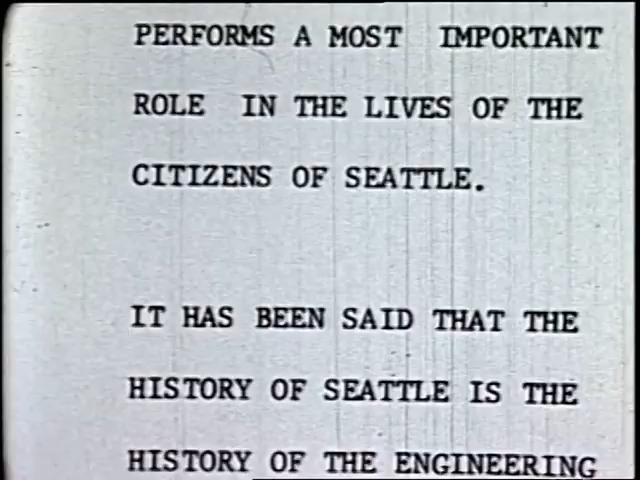 PERFORMS A MOST IMPORTANT
ROLE IN THE LIVES OF THE
CITIZENS OF SEATTLE.
IT HAS BEEN SAID THAT THE
HISTORY OF SEATTLE IS THE
HISTORY OF THE ENGINEERING